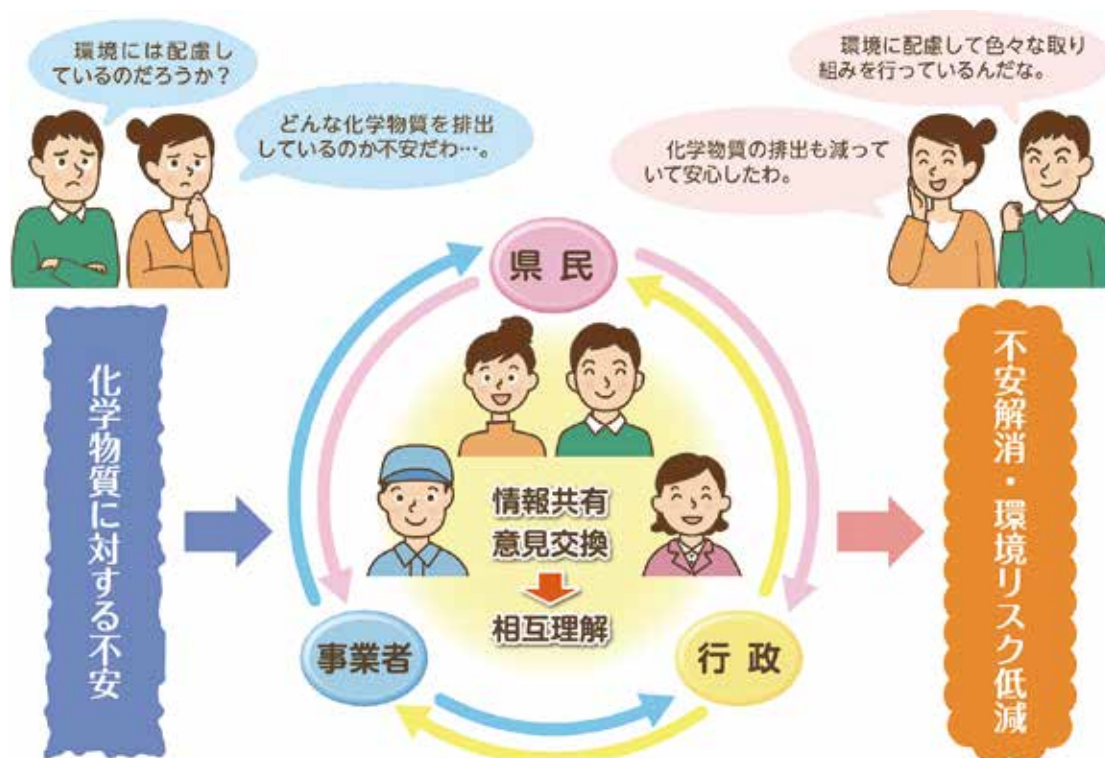 環境には配慮し
ているのだろうか?
どんな化学物質を排出
しているのか不安だわ…。
環境に配慮して色々な取り
組みを行っているんだな。
化学物質の排出も減って
いて安心したわ。
化学物質に対する不安
県民
情報共有
意見交換
相互理解
事業者
行政
不安解消・環境リスク低減